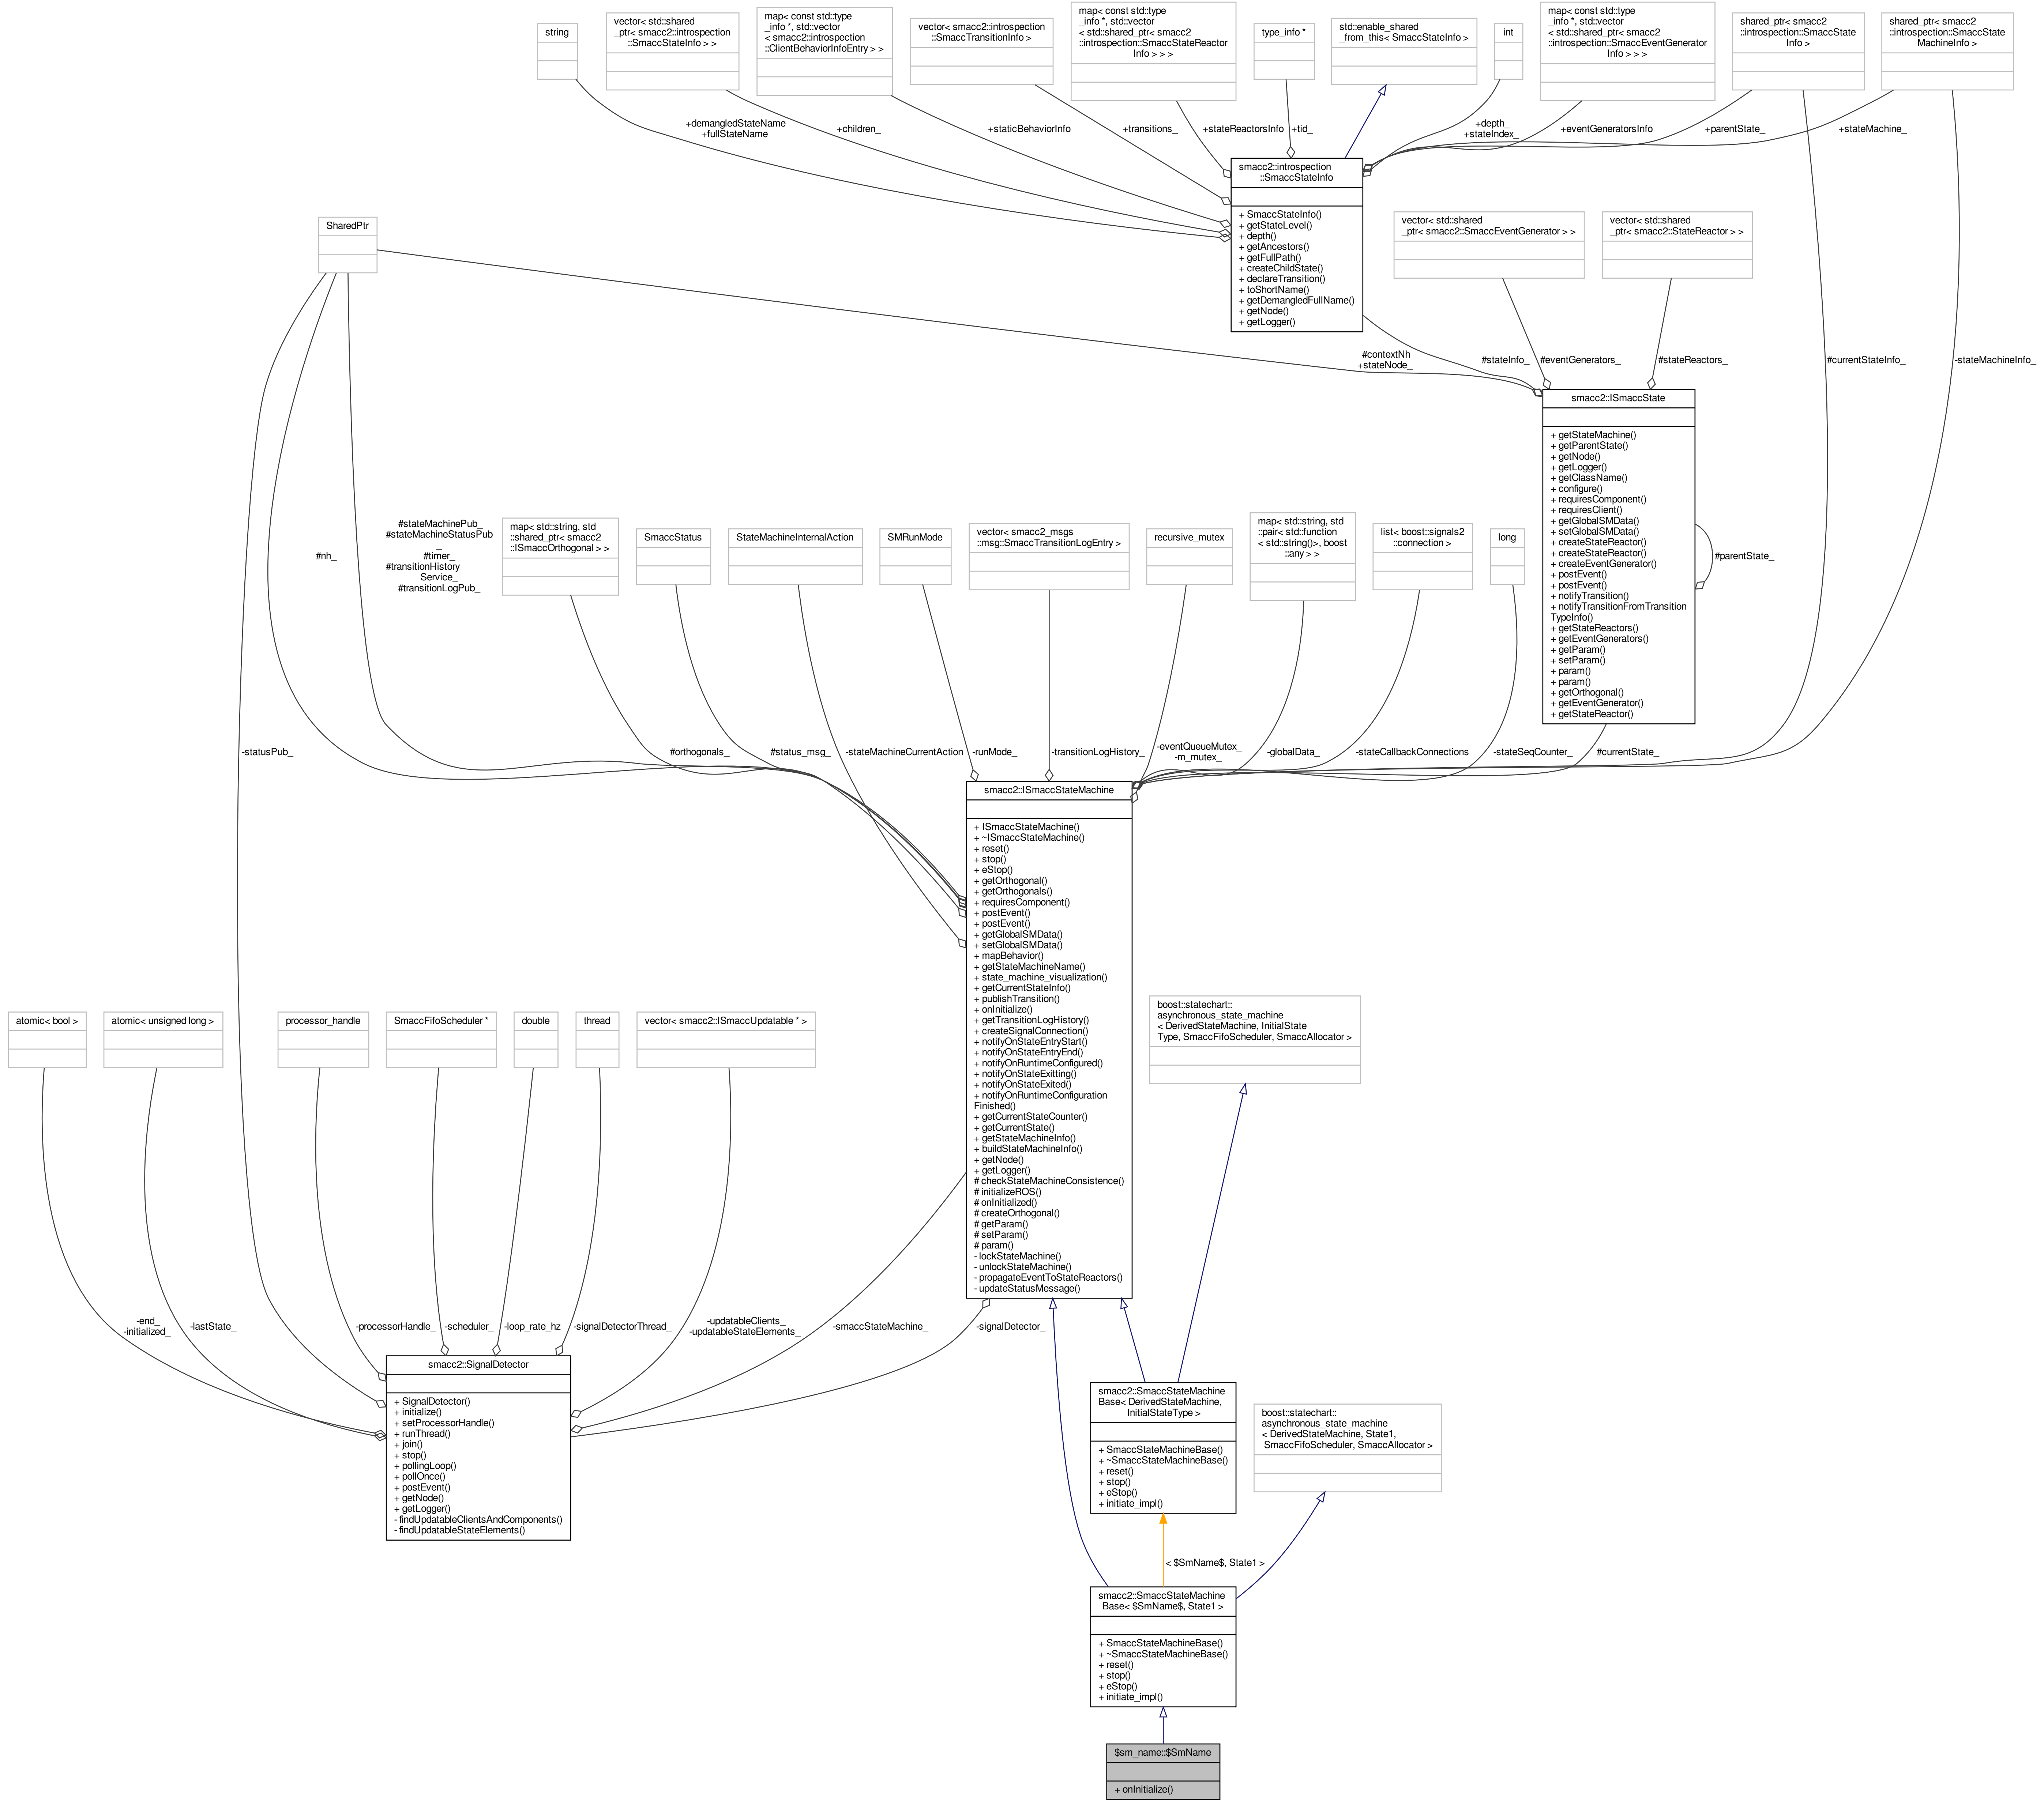 string
vector< std::shared
_ptr< smacc2::introspection
::SmaccStateInfo > >
map< const std::type
_info *, std::vector
< smacc2::introspection
::ClientBehaviorInfoEntry > >
vector< smacc2::introspection
::SmaccTransitionInfo >
map< const std::type
_info *, std::vector
< std::shared_ptr< smacc2
::introspection::SmaccStateReactor
Info > > >
type_info *
std::enable_shared
_from_this< SmaccStateInfo >
int
map< const std::type
_info *, std::vector
< std::shared_ptr< smacc2
::introspection::SmaccEventGenerator
Info > > >
shared_ptr< smacc2
::introspection::SmaccState
Info >
shared_ptr< smacc2
::introspection::SmaccState
MachineInfo >
+demangledStateName
+fullStateName
+children_
+staticBehaviorInfo
+transitions_
+stateReactorsInfo
+tid_
+depth_
+stateIndex_
+eventGeneratorsInfo
+parentState_
+stateMachine_
smacc2::introspection
::SmaccStateInfo
+ SmaccStateInfo()
+ getStateLevel()
+ depth()
+ getAncestors()
+ getFullPath()
+ createChildState()
+ declareTransition()
+ toShortName()
+ getDemangledFullName()
+ getNode()
+ getLogger()
SharedPtr
vector< std::shared
_ptr< smacc2::SmaccEventGenerator > >
vector< std::shared
_ptr< smacc2::StateReactor > >
#contextNh
+stateNode_
#stateInfo_
#eventGenerators_
#stateReactors_
#currentStateInfo_
-stateMachineInfo_
smacc2::ISmaccState
+ getStateMachine()
+ getParentState()
+ getNode()
+ getLogger()
+ getClassName()
+ configure()
+ requiresComponent()
+ requiresClient()
+ getGlobalSMData()
+ setGlobalSMData()
+ createStateReactor()
+ createStateReactor()
+ createEventGenerator()
+ postEvent()
+ postEvent()
+ notifyTransition()
+ notifyTransitionFromTransition
TypeInfo()
+ getStateReactors()
+ getEventGenerators()
+ getParam()
+ setParam()
+ param()
+ param()
+ getOrthogonal()
+ getEventGenerator()
+ getStateReactor()
#parentState_
#nh_
#stateMachinePub_
#stateMachineStatusPub
_
#timer_
#transitionHistory
Service_
#transitionLogPub_
map< std::string, std
::shared_ptr< smacc2
::ISmaccOrthogonal > >
SmaccStatus
StateMachineInternalAction
SMRunMode
vector< smacc2_msgs
::msg::SmaccTransitionLogEntry >
recursive_mutex
map< std::string, std
::pair< std::function
< std::string()>, boost
::any > >
list< boost::signals2
::connection >
long
-statusPub_
#orthogonals_
#status_msg_
-stateMachineCurrentAction
-runMode_
-transitionLogHistory_
-eventQueueMutex_
-m_mutex_
-globalData_
-stateCallbackConnections
-stateSeqCounter_
#currentState_
smacc2::ISmaccStateMachine
+ ISmaccStateMachine()
+ ~ISmaccStateMachine()
+ reset()
+ stop()
+ eStop()
+ getOrthogonal()
+ getOrthogonals()
+ requiresComponent()
+ postEvent()
+ postEvent()
+ getGlobalSMData()
+ setGlobalSMData()
+ mapBehavior()
+ getStateMachineName()
+ state_machine_visualization()
+ getCurrentStateInfo()
+ publishTransition()
+ onInitialize()
+ getTransitionLogHistory()
+ createSignalConnection()
+ notifyOnStateEntryStart()
+ notifyOnStateEntryEnd()
+ notifyOnRuntimeConfigured()
+ notifyOnStateExitting()
+ notifyOnStateExited()
+ notifyOnRuntimeConfiguration
Finished()
+ getCurrentStateCounter()
+ getCurrentState()
+ getStateMachineInfo()
+ buildStateMachineInfo()
+ getNode()
+ getLogger()
# checkStateMachineConsistence()
# initializeROS()
# onInitialized()
# createOrthogonal()
# getParam()
# setParam()
# param()
- lockStateMachine()
- unlockStateMachine()
- propagateEventToStateReactors()
- updateStatusMessage()
atomic< bool >
atomic< unsigned long >
processor_handle
SmaccFifoScheduler *
double
thread
vector< smacc2::ISmaccUpdatable * >
boost::statechart::
asynchronous_state_machine
< DerivedStateMachine, InitialState
Type, SmaccFifoScheduler, SmaccAllocator >
-end_
-initialized_
-lastState_
-processorHandle_
-scheduler_
-loop_rate_hz
-signalDetectorThread_
-updatableClients_
-updatableStateElements_
-smaccStateMachine_
-signalDetector_
smacc2::SignalDetector
+ SignalDetector()
+ initialize()
+ setProcessorHandle()
+ runThread()
+ join()
+ stop()
+ pollingLoop()
+ pollOnce()
+ postEvent()
+ getNode()
+ getLogger()
- findUpdatableClientsAndComponents()
- findUpdatableStateElements()
smacc2::SmaccStateMachine
Base< DerivedStateMachine,
InitialStateType >
+ SmaccStateMachineBase()
+ ~SmaccStateMachineBase()
+ reset()
+ stop()
+ eStop()
+ initiate_impl()
boost::statechart::
asynchronous_state_machine
< DerivedStateMachine, State1,
SmaccFifoScheduler, SmaccAllocator >
< $SmName$, State1 >
smacc2::SmaccStateMachine
Base< $SmName$, State1 >
+ SmaccStateMachineBase()
+ ~SmaccStateMachineBase()
+ reset()
+ stop()
+ eStop()
+ initiate_impl()
$sm_name::$SmName
+ onInitialize()